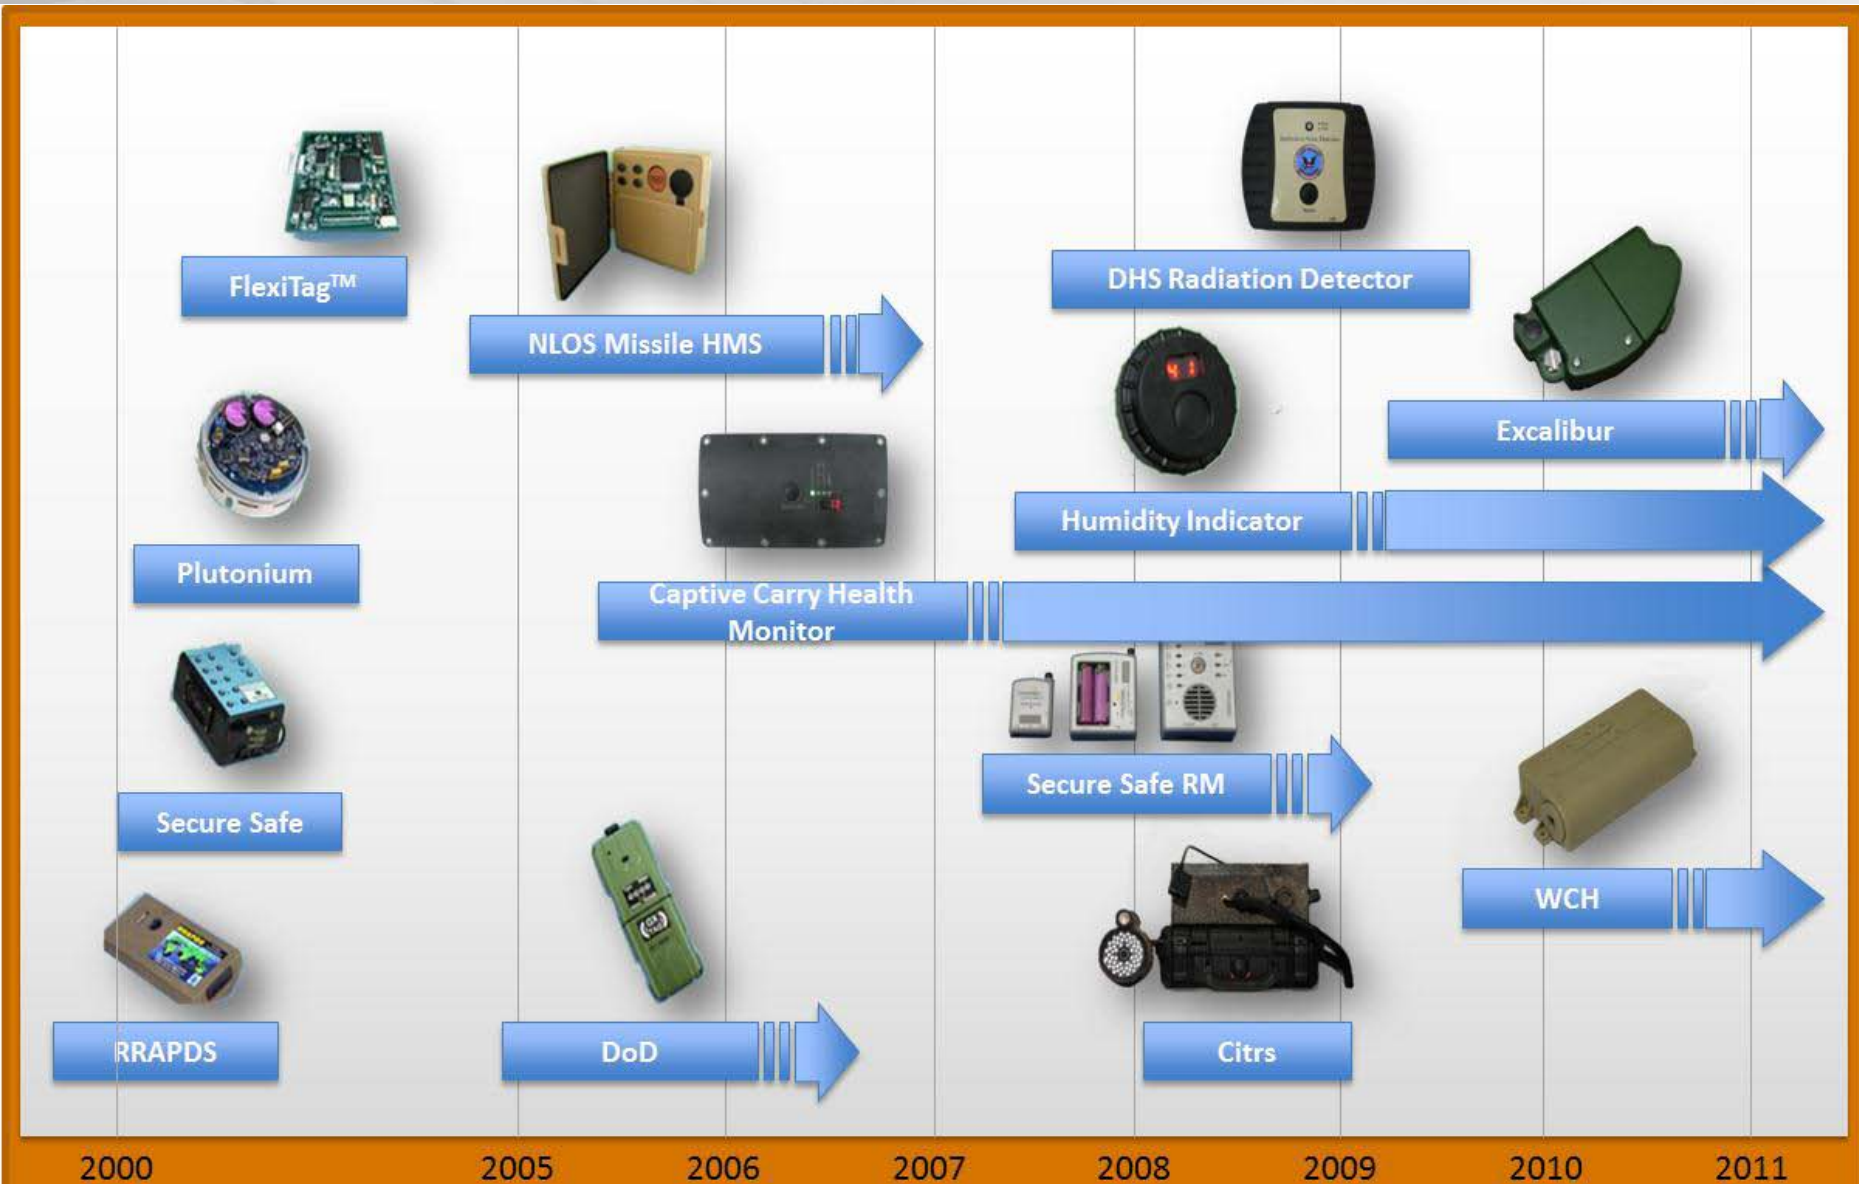 FlexiTag™
NLOS Missile HMS
DHS Radiation Detector
41
Excalibur
Plutonium
Humidity Indicator
Captive Carry Health
Monitor
Secure Safe
Secure Safe RM
WCH
RRAPDS
DoD
Citrs
2000
2005
2006
2007
2008
2009
2010
2011